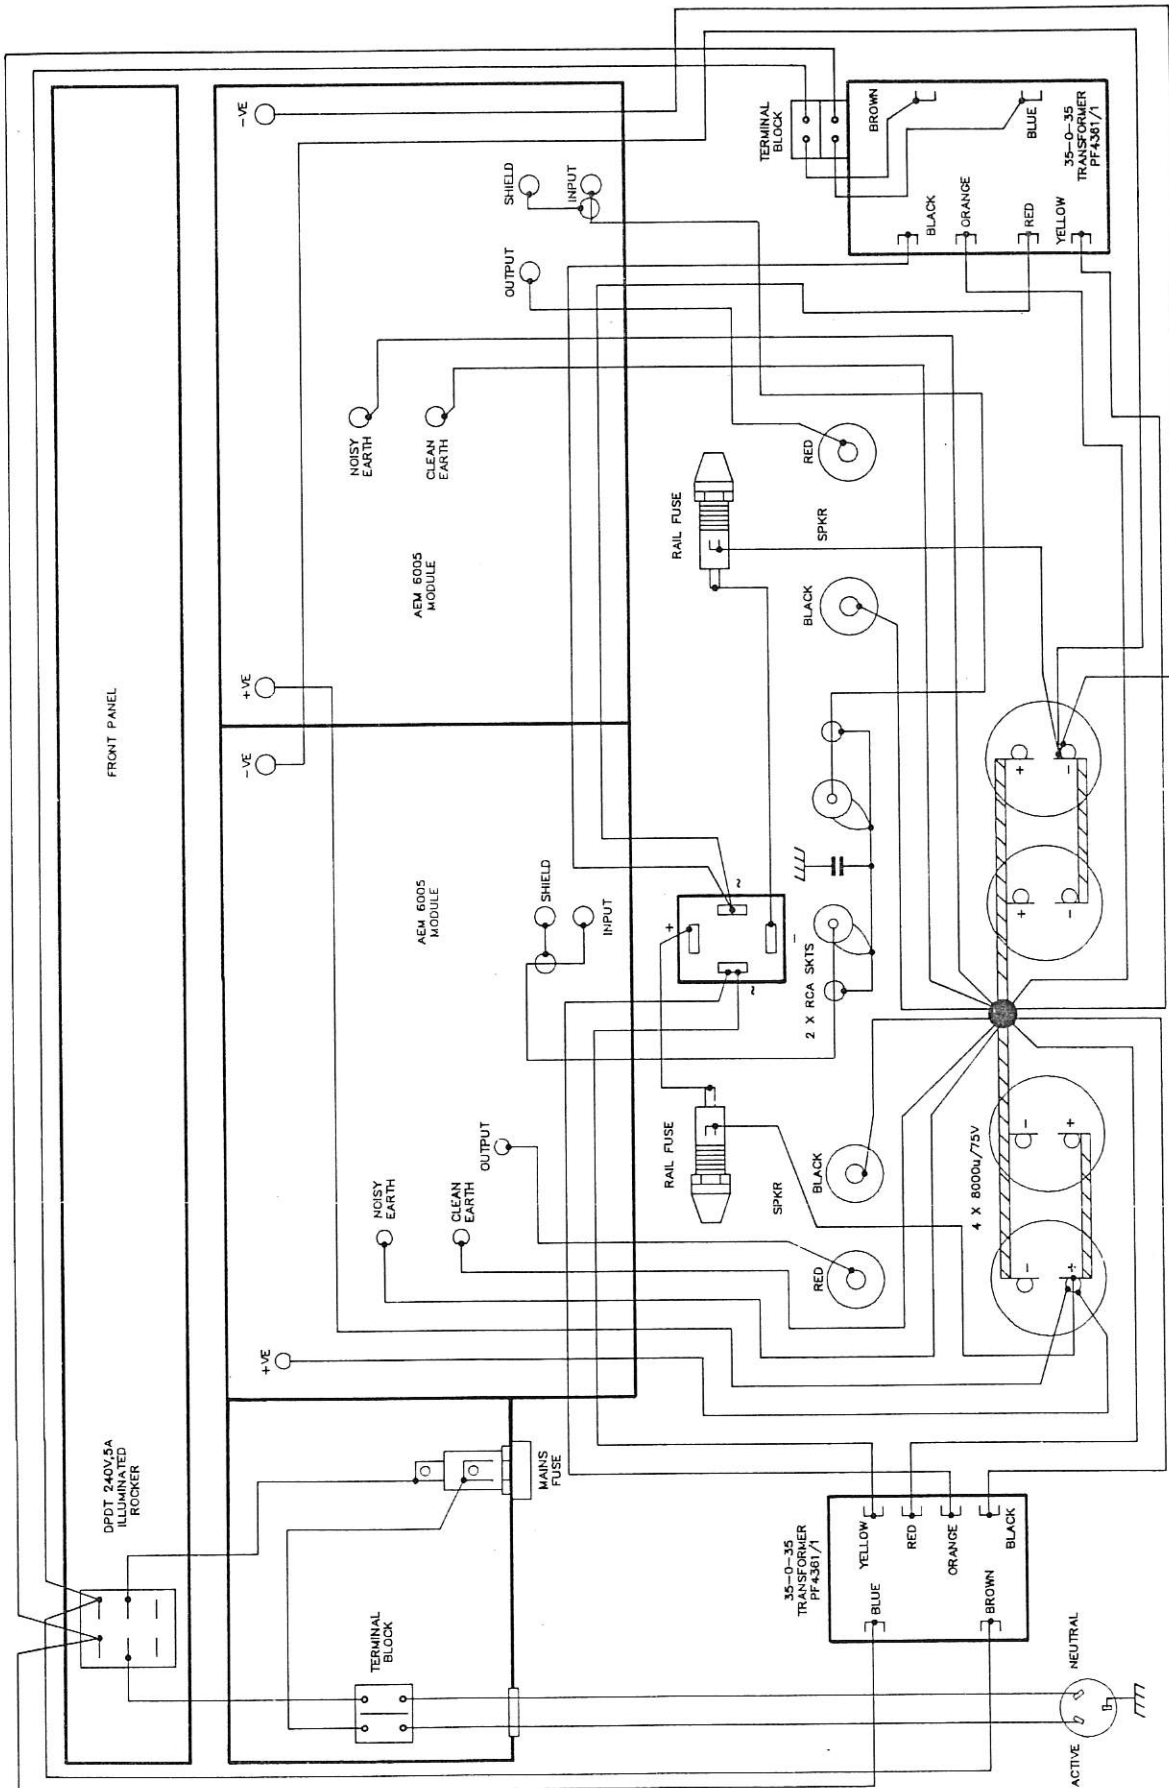 FRONT PANEL
DPDT 240V,5A
ILLUMINATED
ROCKER
-VE
+VE
-VE
+VE
SHIELD
INPUT
OUTPUT
NOISY
EARTH
CLEAN
EARTH
AEM 6005
MODULE
AEM 6005
MODULE
SHIELD
INPUT
OUTPUT
NOISY
EARTH
CLEAN
EARTH
MAINS
FUSE
TERMINAL
BLOCK
TERMINAL
BLOCK
BROWN
BLUE
35-0-35
TRANSFORMER
PF4361/1
BLACK
ORANGE
RED
YELLOW
RAIL FUSE
RED
SPKR
BLACK
+
~
~
-
2 X RCA SKTS
RAIL FUSE
BLACK
SPKR
RED
+
-
+
-
-
+
-
+
4 X 8000u/75V
35-0-35
TRANSFORMER
PF4361/1
YELLOW
RED
ORANGE
BLACK
BLUE
BROWN
NEUTRAL
ACTIVE